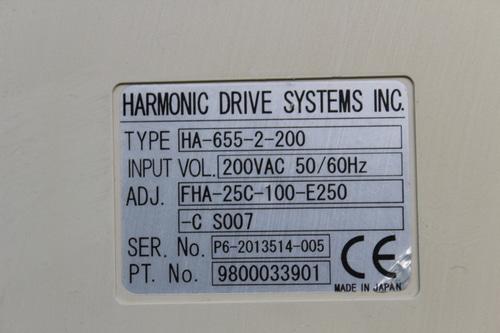 HARMONIC DRIVE SYSTEMS INC.
TYPE HA-655-2-200
INPUT VOL. 200VAC 50/60Hz
ADJ. FHA-25C-100-E250
-C S007
SER. No. P6-2013514-005
PT. No. 9800033901
CE
MADE IN JAPAN